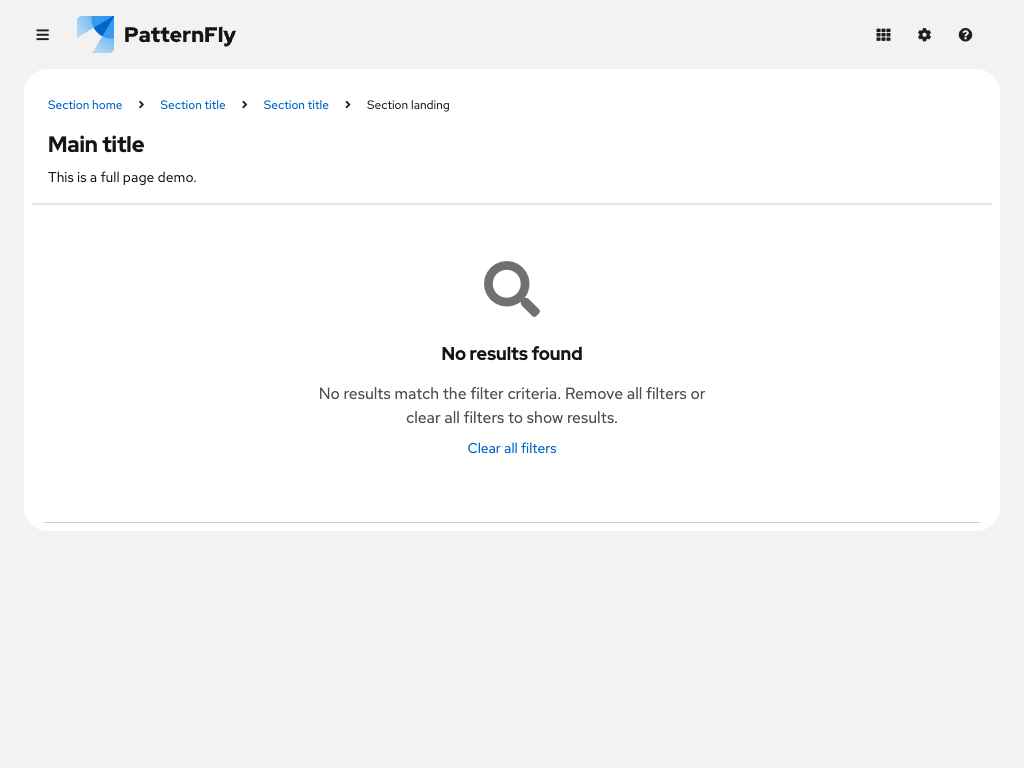 PatternFly
Section home Section title Section title Section landing
Main title
This is a full page demo.
No results found
No results match the filter criteria. Remove all filters or
clear all filters to show results.
Clear all filters